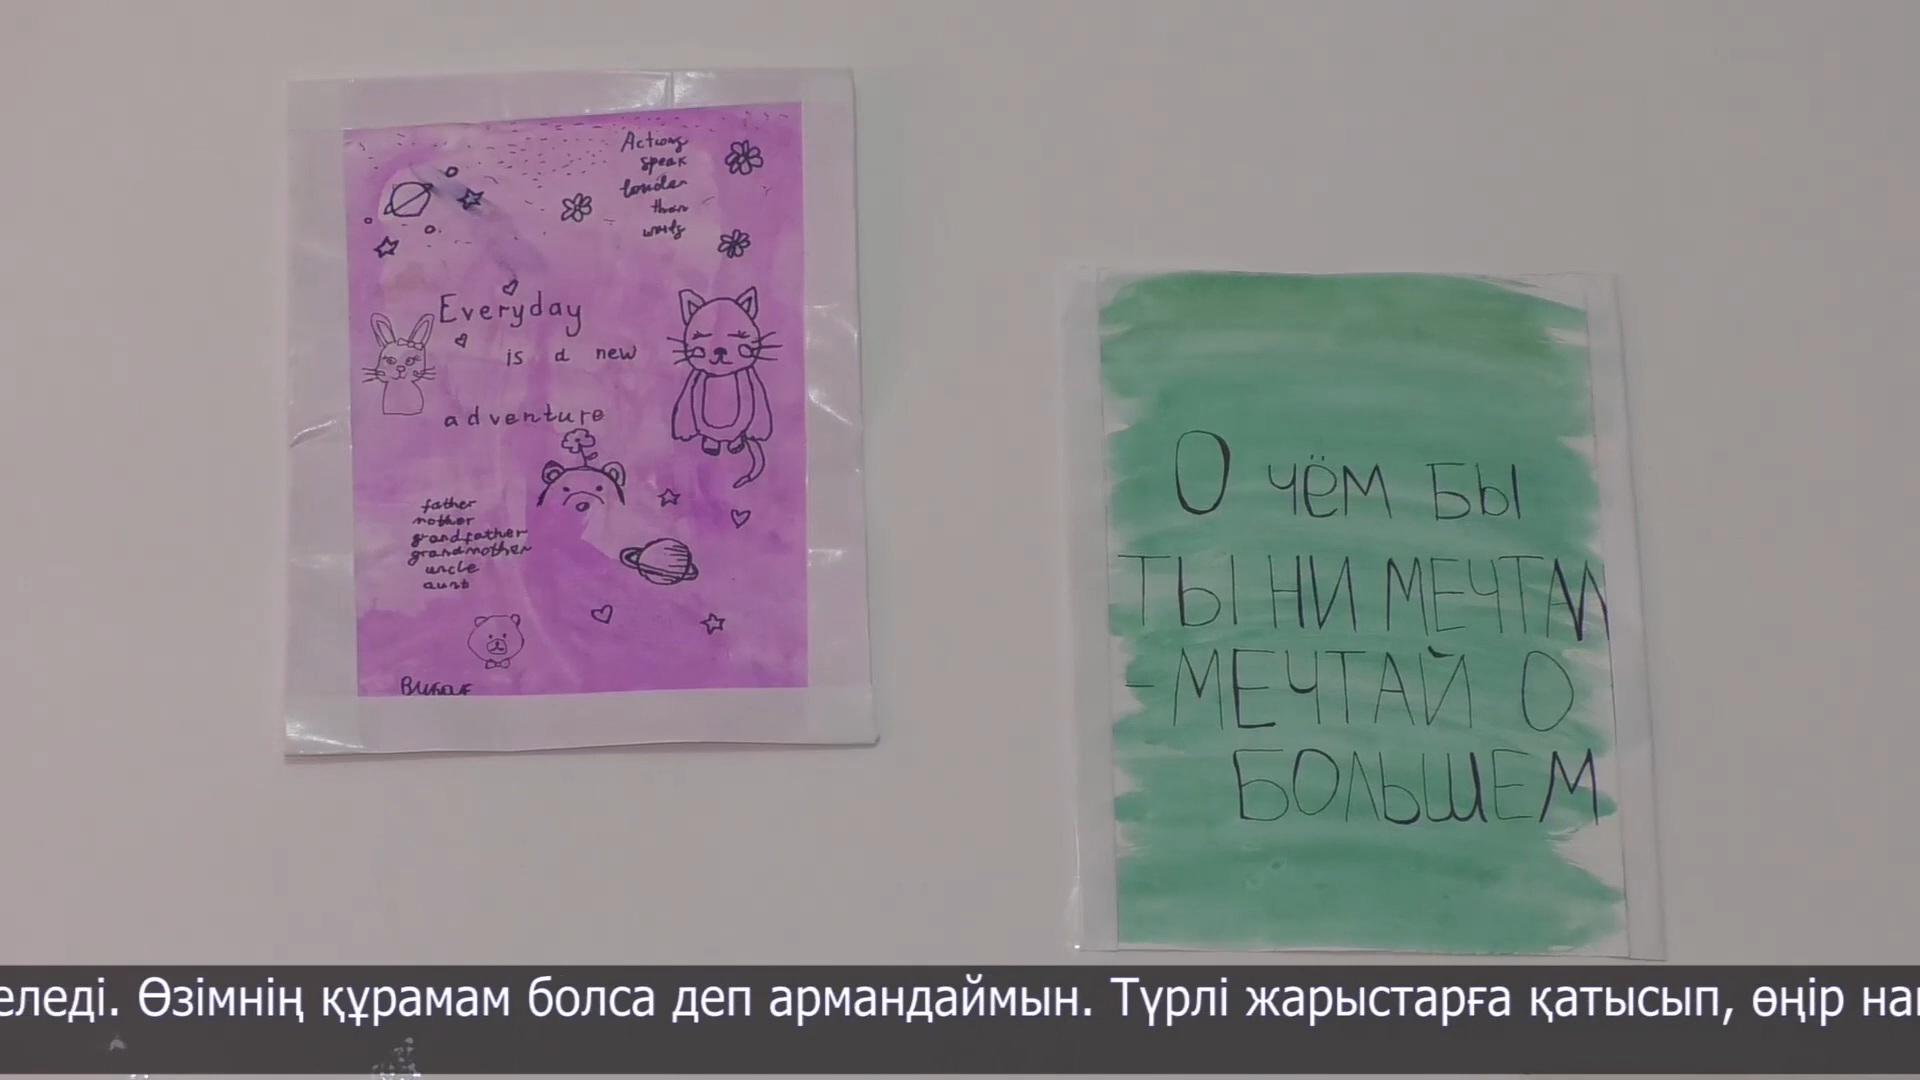 Actions
speak
louder
than
words
Everyday
is a new
adventure
father
mother
grandfather
grandmother
uncle
aunt
О ЧЁМ БЫ
ТЫ НИ МЕЧТАЛ
-МЕЧТАЙ О
БОЛЬШЕМ
еледі. Өзімнің құрамам болса деп армандаймын. Түрлі жарыстарға қатысып, өңір на